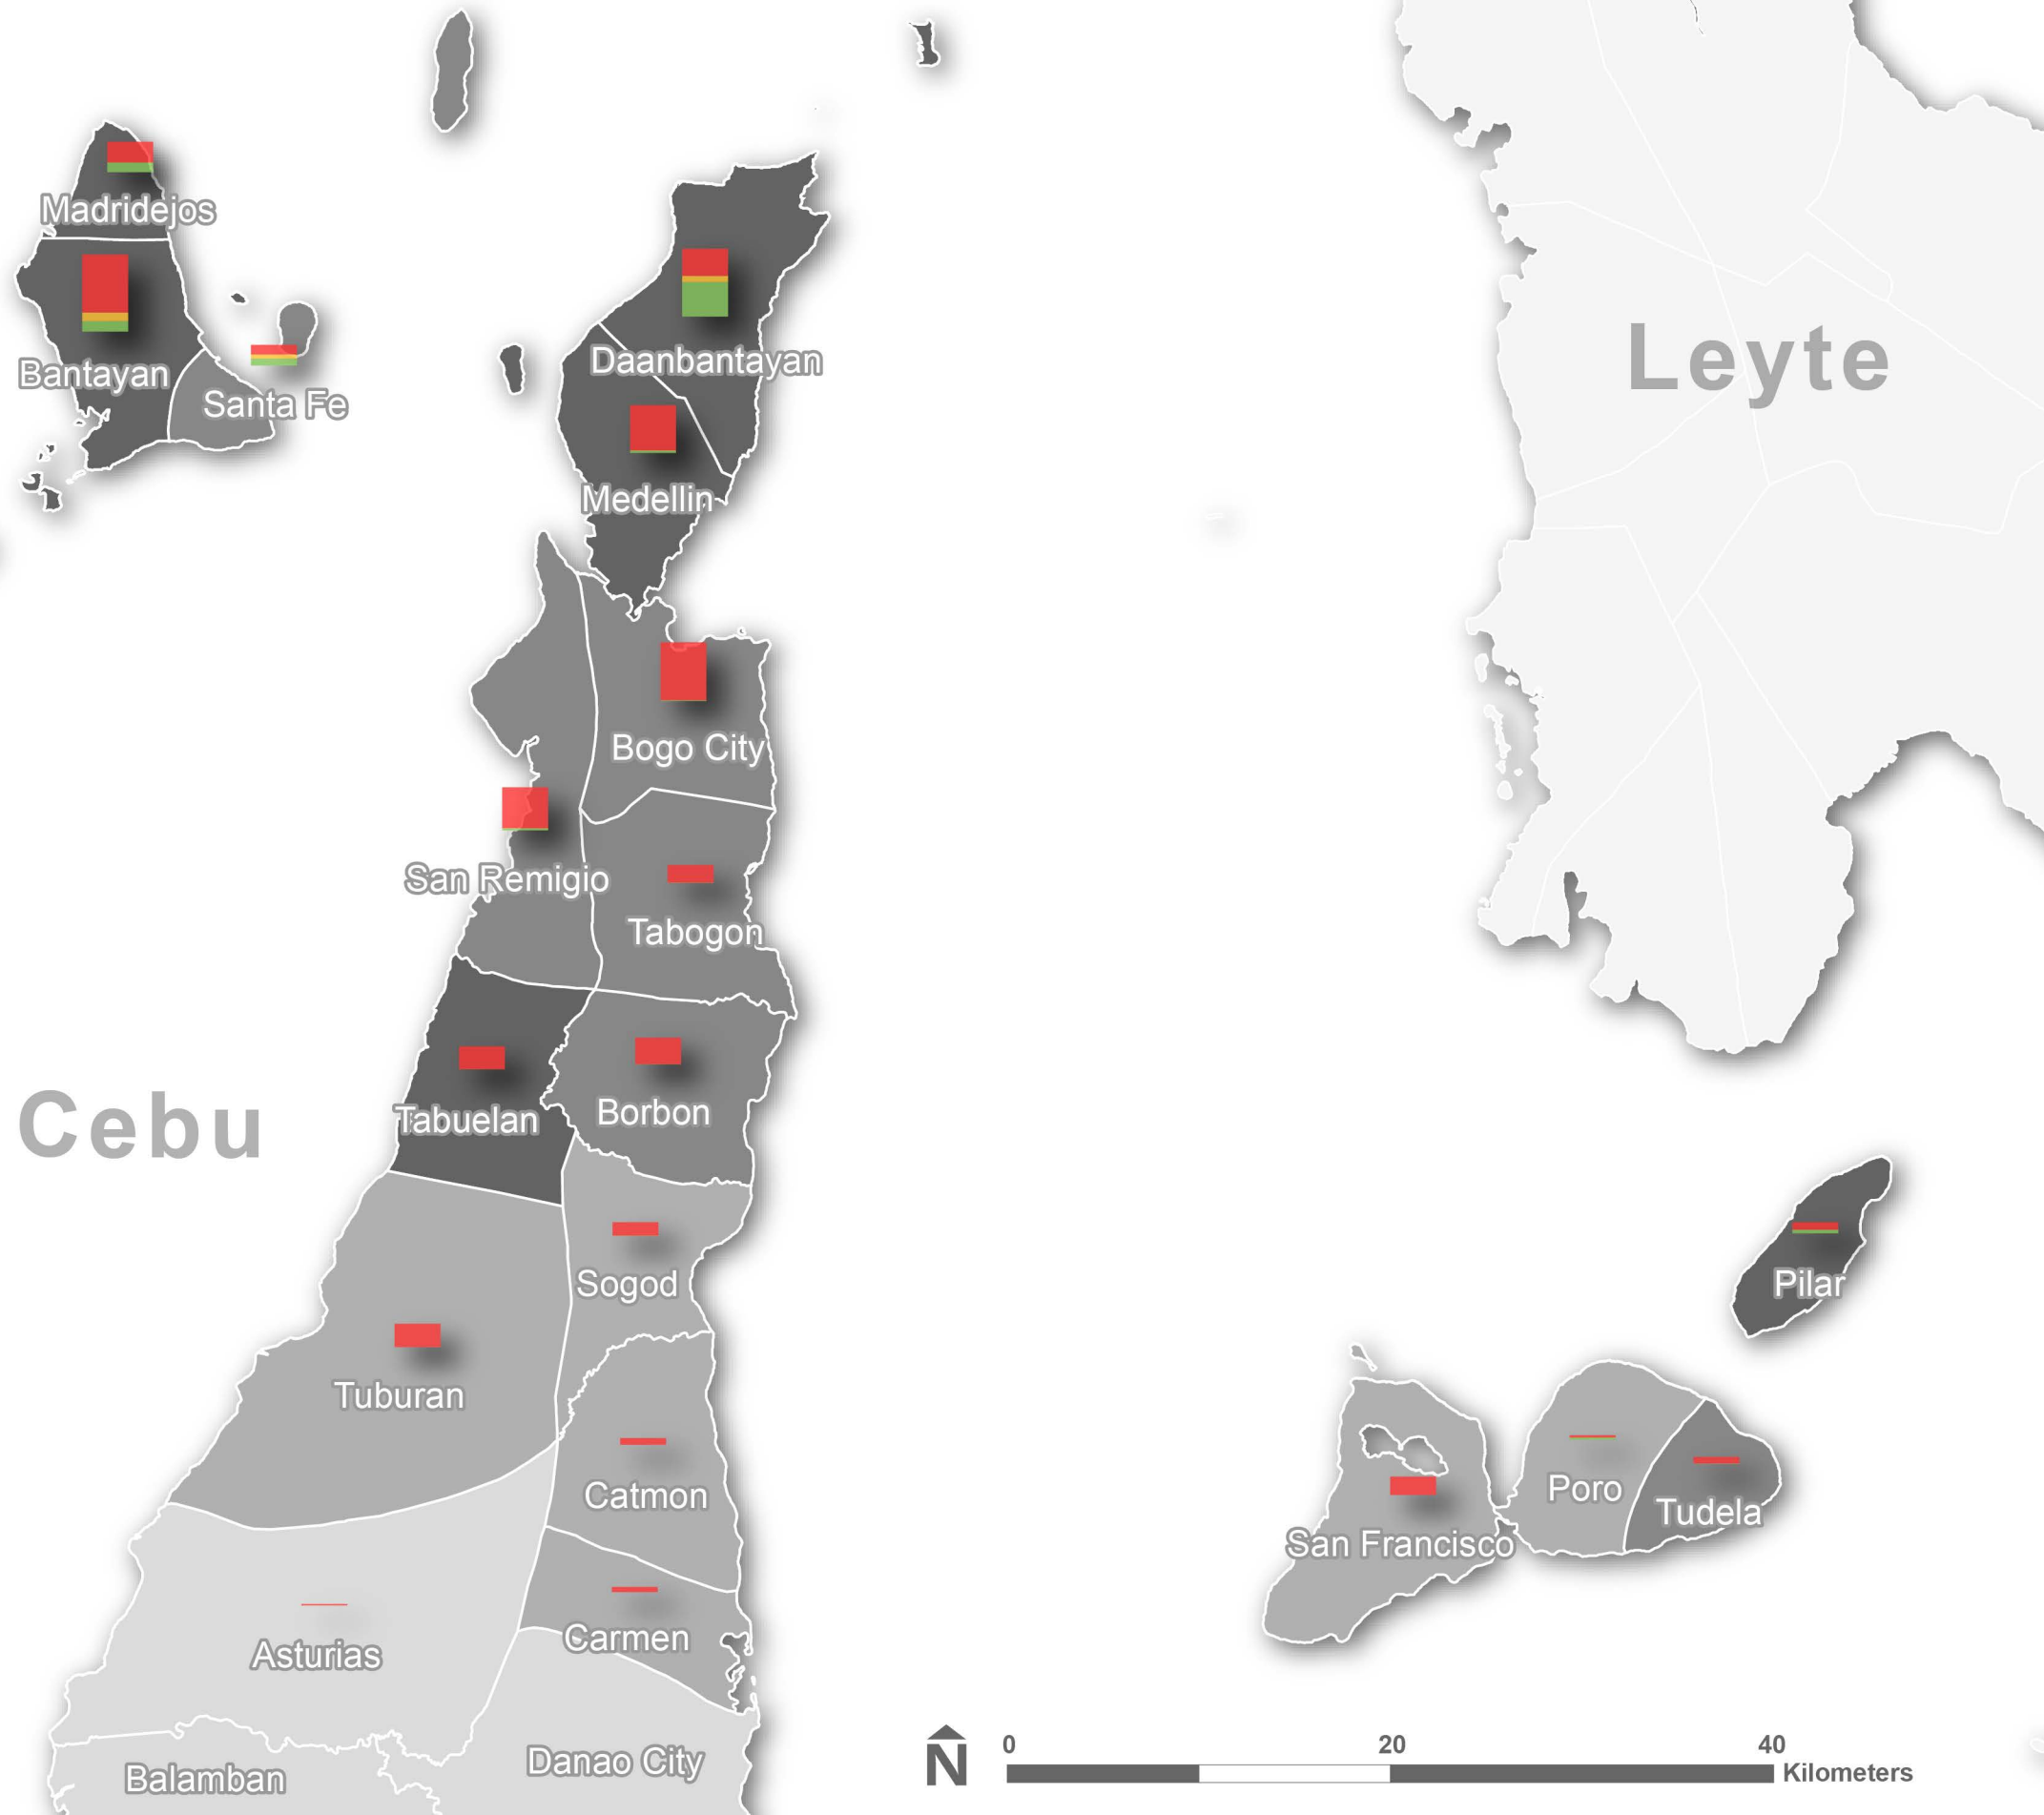 Madridejos
Bantayan
Santa Fe
Daanbantayan
Leyte
Medellin
Bogo City
San Remigio
Tabogon
Cebu
Tabuelan
Borbon
Sogod
Pilar
Tuburan
Catmon
Poro
Tudela
San Francisco
Asturias
Carmen
Balamban
Danao City
N
0 20 40
Kilometers